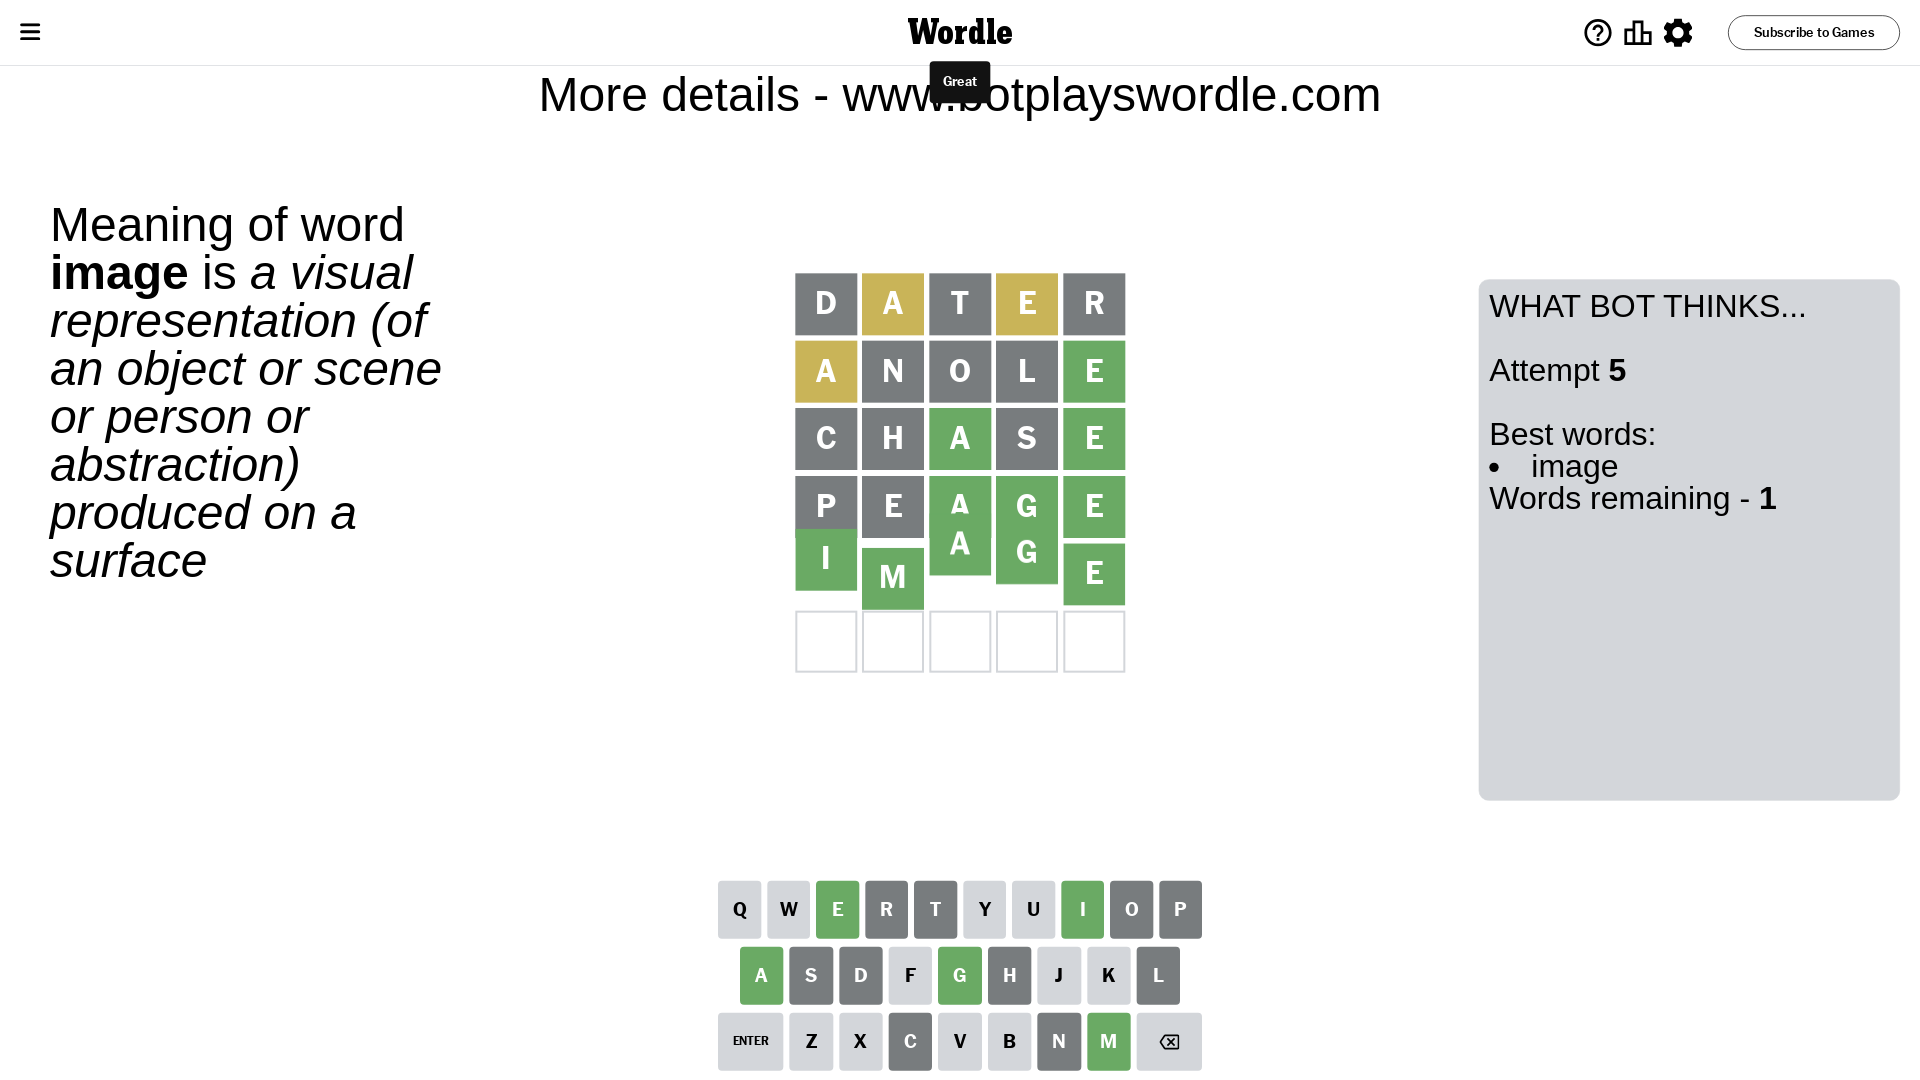 Wordle
Subscribe to Games
Great
More details - www.botplayswordle.com
Meaning of word
image is a visual
representation (of
an object or scene
or person or
abstraction)
produced on a
surface
D A T E R
A N O L E
C H A S E
P E A G E
I M A G E
WHAT BOT THINKS...
Attempt 5
Best words:
• image
Words remaining - 1
Q W E R T Y U I O P
A S D F G H J K L
ENTER Z X C V B N M